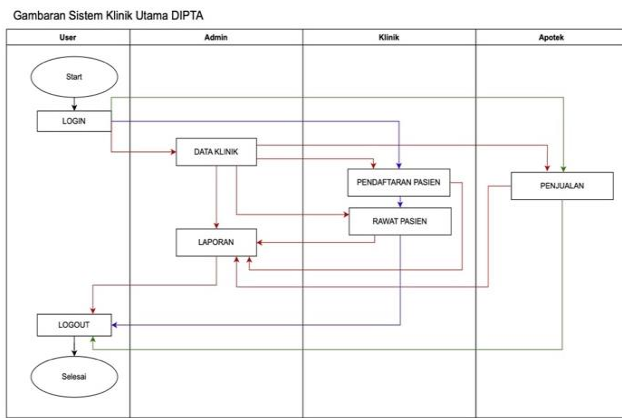 Gambaran Sistem Klinik Utama DIPTA
User
Admin
Klinik
Apotek
Start
LOGIN
DATA KLINIK
PENDAFTARAN PASIEN
PENJUALAN
RAWAT PASIEN
LAPORAN
LOGOUT
Selesai